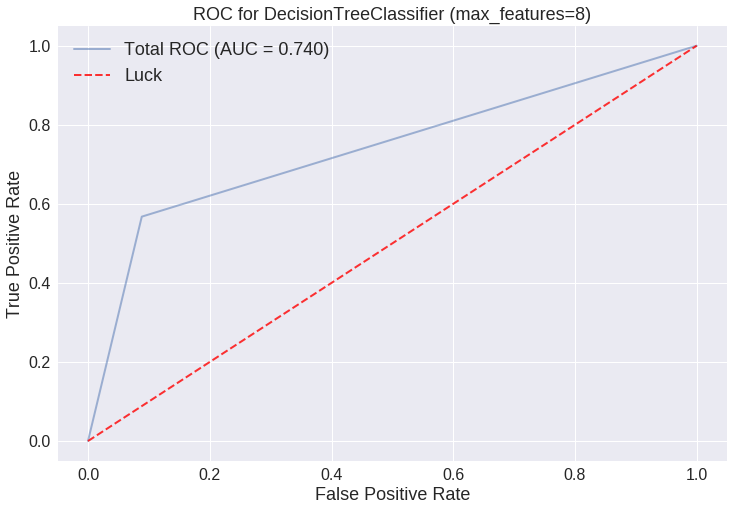 ROC for DecisionTreeClassifier (max_features=8)
Total ROC (AUC = 0.740)
Luck
1.0
0.8
0.6
0.4
0.2
0.0
True Positive Rate
0.0 0.2 0.4 0.6 0.8 1.0
False Positive Rate